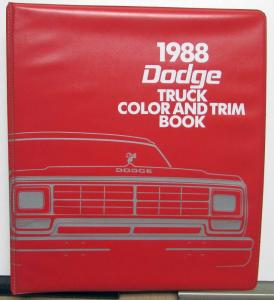 1988
Dodge
TRUCK
COLOR AND TRIM
BOOK
DODGE